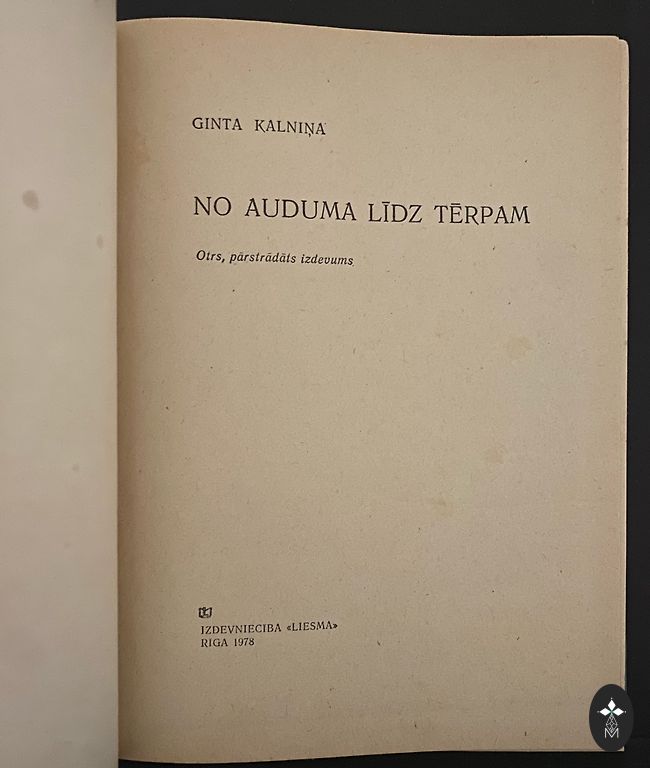 GINTA KALNIŅA
NO AUDUMA LĪDZ TĒRPAM
Otrs, pārstrādāts izdevums
IZDEVNIECĪBA «LIESMA»
RĪGA 1978